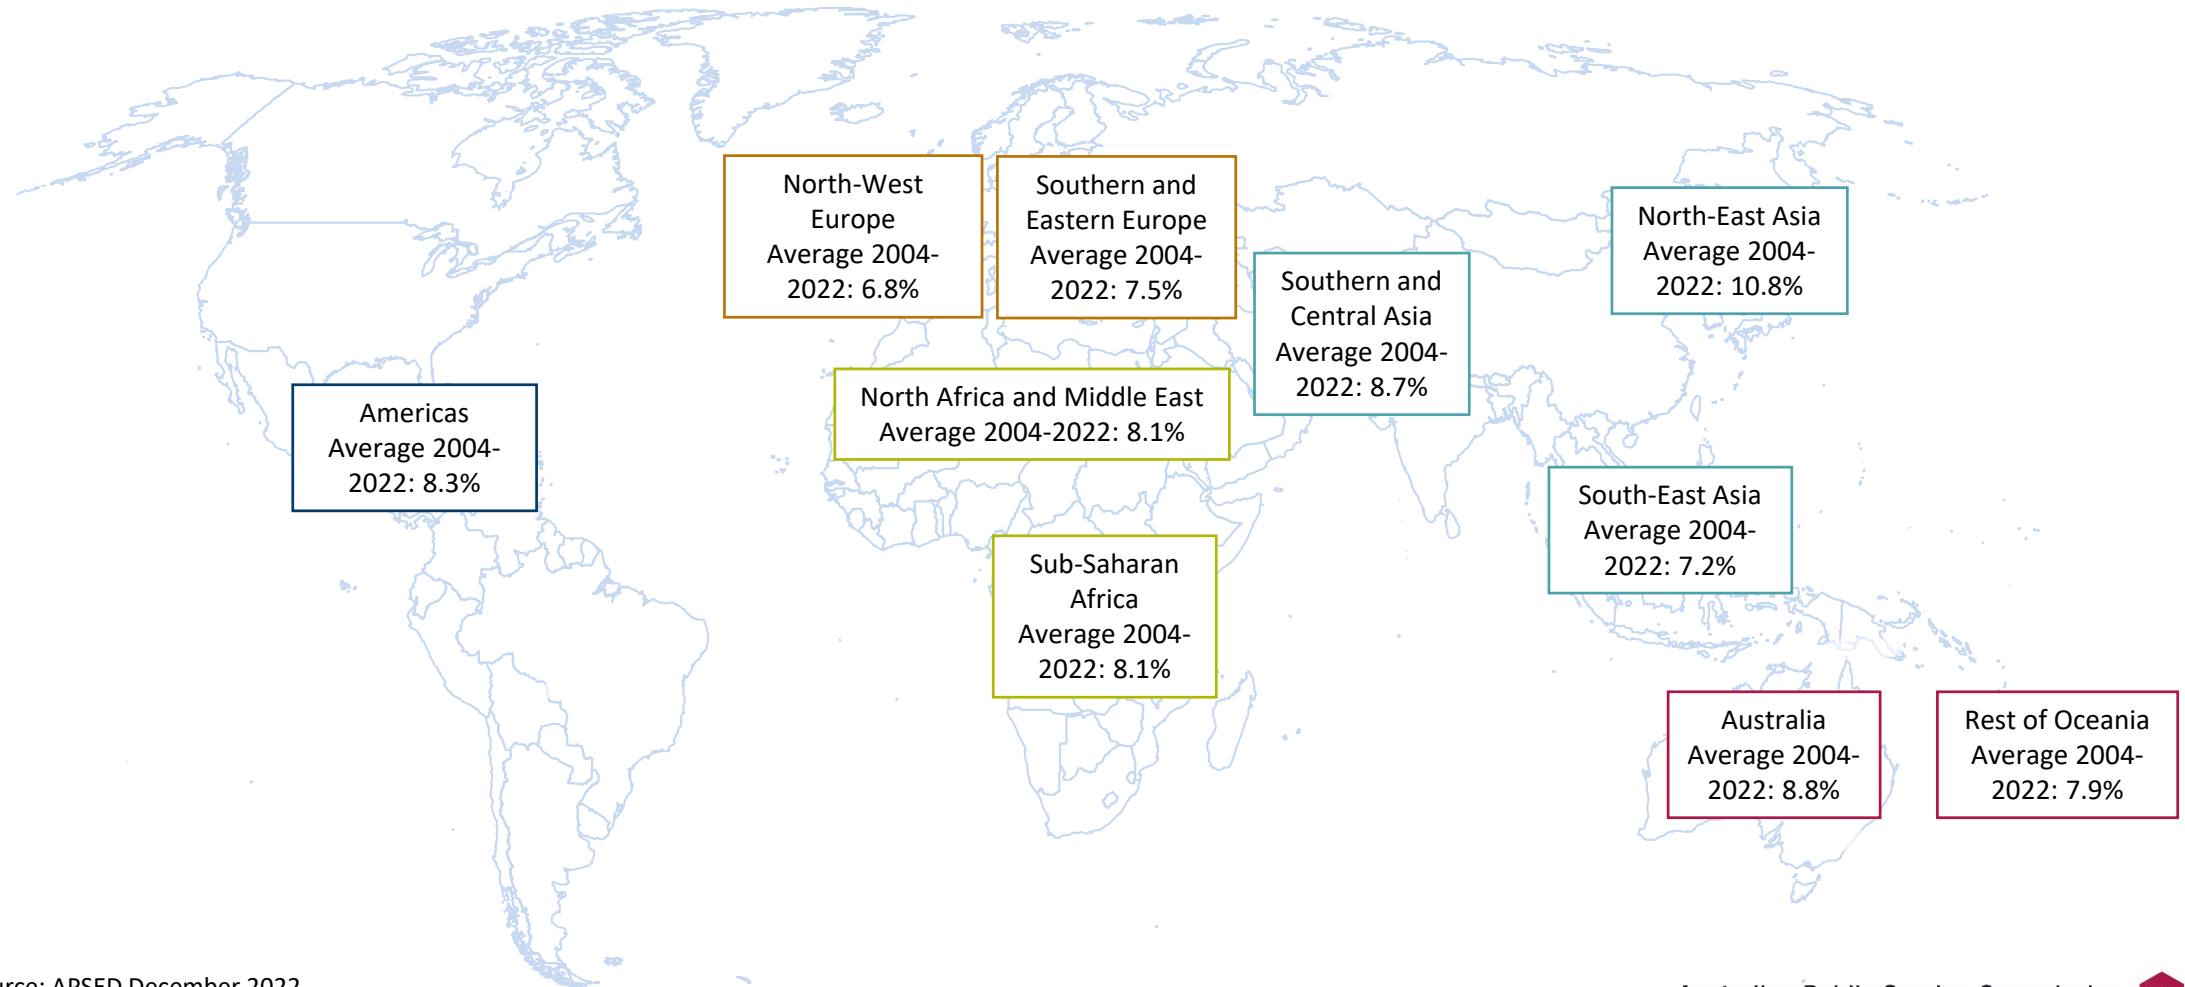 North-West
Europe
Average 2004-
2022: 6.8%
Southern and
Eastern Europe
Average 2004-
2022: 7.5%
North-East Asia
Average 2004-
2022: 10.8%
Southern and
Central Asia
Average 2004-
2022: 8.7%
North Africa and Middle East
Average 2004-2022: 8.1%
Americas
Average 2004-
2022: 8.3%
South-East Asia
Average 2004-
2022: 7.2%
Sub-Saharan
Africa
Average 2004-
2022: 8.1%
Australia
Average 2004-
2022: 8.8%
Rest of Oceania
Average 2004-
2022: 7.9%
urce: APSED December 2022